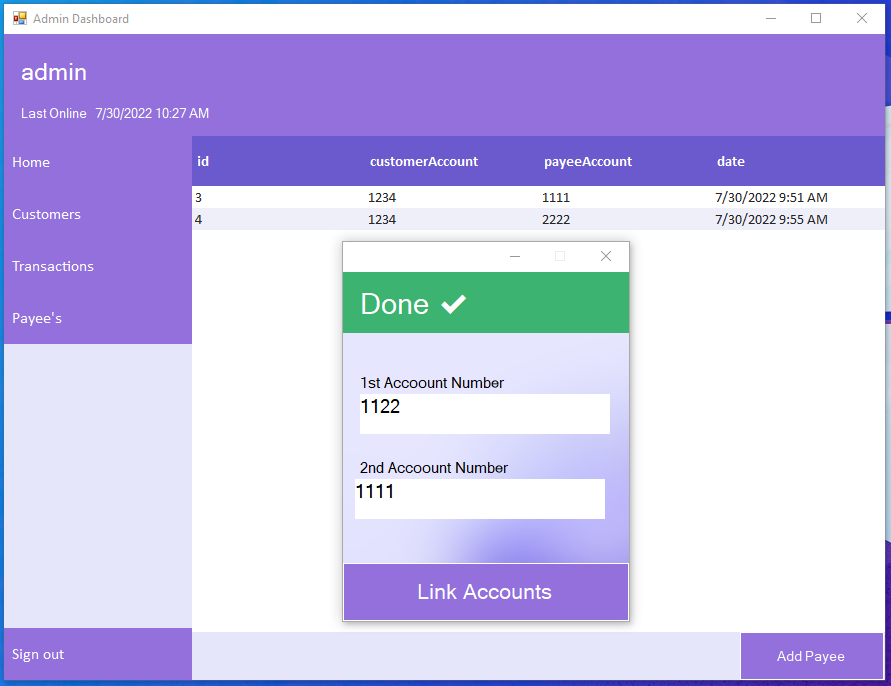 Admin Dashboard
admin
Last Online 7/30/2022 10:27 AM
Home
Customers
Transactions
Payee's
Sign out
id customerAccount payeeAccount date
3 1234 1111 7/30/2022 9:51 AM
4 1234 2222 7/30/2022 9:55 AM
Done ✔
1st Accoount Number
1122
2nd Accoount Number
1111
Link Accounts
Add Payee